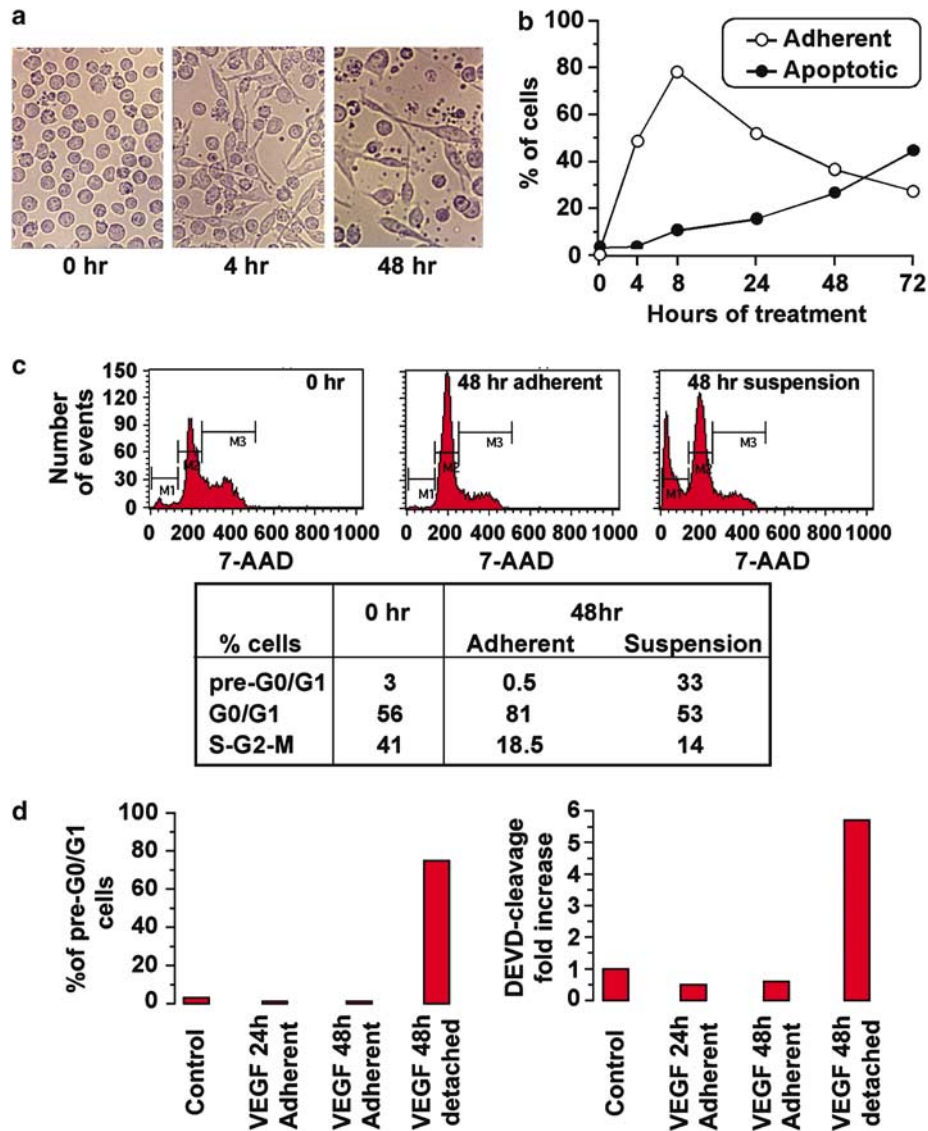 a
0 hr
4 hr
48 hr
b
% of cells
100
80
60
40
20
0
Adherent
Apoptotic
0 4 8 24 48 72
Hours of treatment
c
Number
of events
150
120
90
60
30
0
0 hr
M1
M2
M3
0 200 400 600 800 1000
7-AAD
48 hr adherent
M1
M2
M3
0 200 400 600 800 1000
7-AAD
48 hr suspension
M1
M2
M3
0 200 400 600 800 1000
7-AAD
0 hr 48hr
% cells Adherent Suspension
pre-G0/G1 3 0.5 33
G0/G1 56 81 53
S-G2-M 41 18.5 14
d
%of pre-G0/G1
cells
100
80
60
40
20
0
Control
VEGF 24h
Adherent
VEGF 48h
Adherent
VEGF 48h
detached
DEVD-cleavage
fold increase
6
5
4
3
2
1
0
Control
VEGF 24h
Adherent
VEGF 48h
Adherent
VEGF 48h
detached